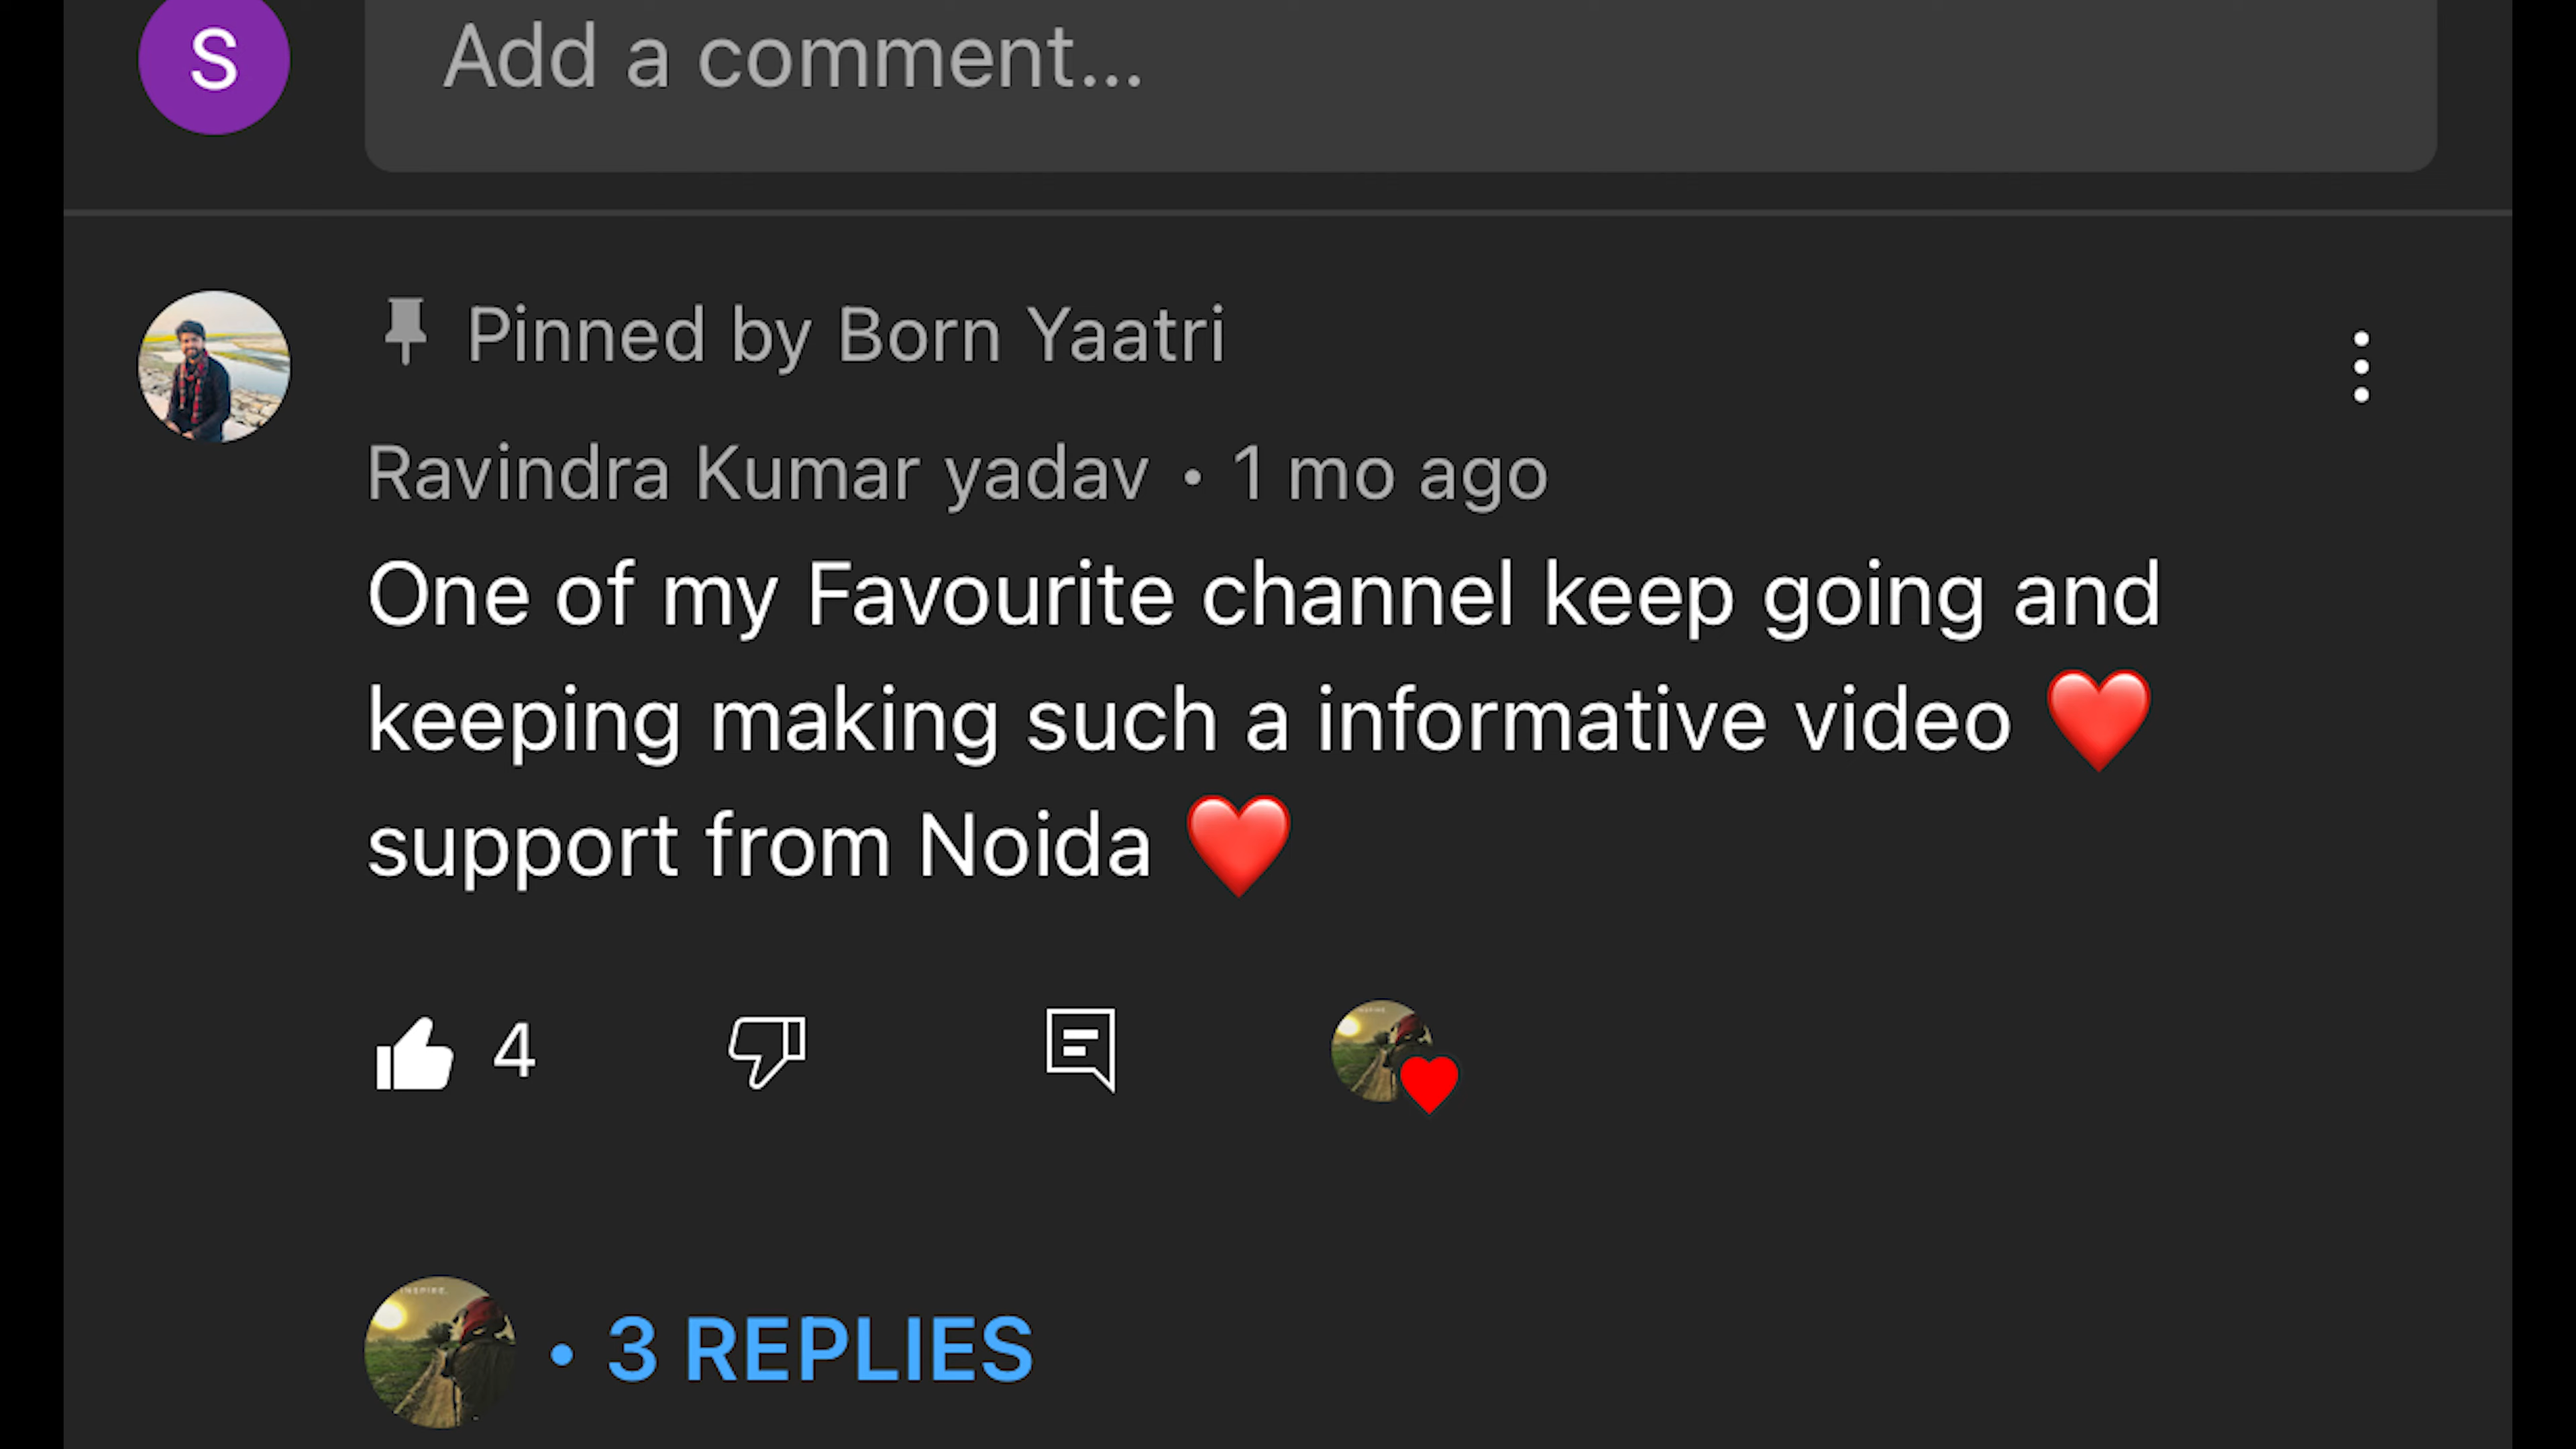 S
Add a comment...
Pinned by Born Yaatri
Ravindra Kumar yadav • 1 mo ago
One of my Favourite channel keep going and
keeping making such a informative video ❤️
support from Noida ❤️
4
INSPIRE.
• 3 REPLIES